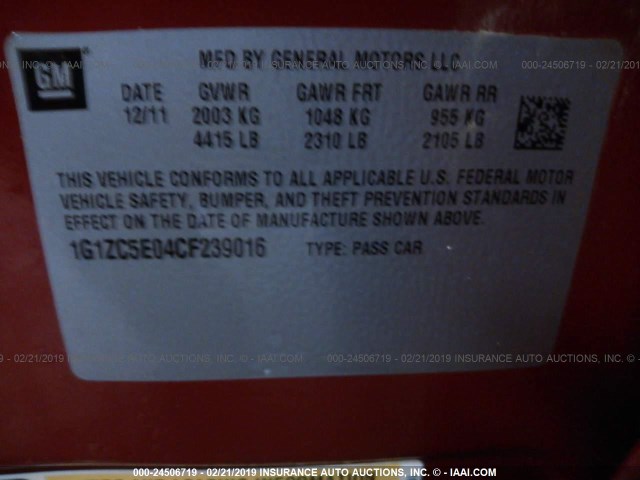 GM
MFD BY GENERAL MOTORS LLC
DATE GVWR GAWR FRT GAWR RR
12/11 2003 KG 1048 KG 955 KG
4415 LB 2310 LB 2105 LB
THIS VEHICLE CONFORMS TO ALL APPLICABLE U.S. FEDERAL MOTOR
VEHICLE SAFETY, BUMPER, AND THEFT PREVENTION STANDARDS IN
EFFECT ON THE DATE OF MANUFACTURE SHOWN ABOVE.
1G1ZC5E04CF239016 TYPE: PASS CAR
000-24506719 - 02/21/2019 INSURANCE AUTO AUCTIONS, INC. - © IAAI.COM